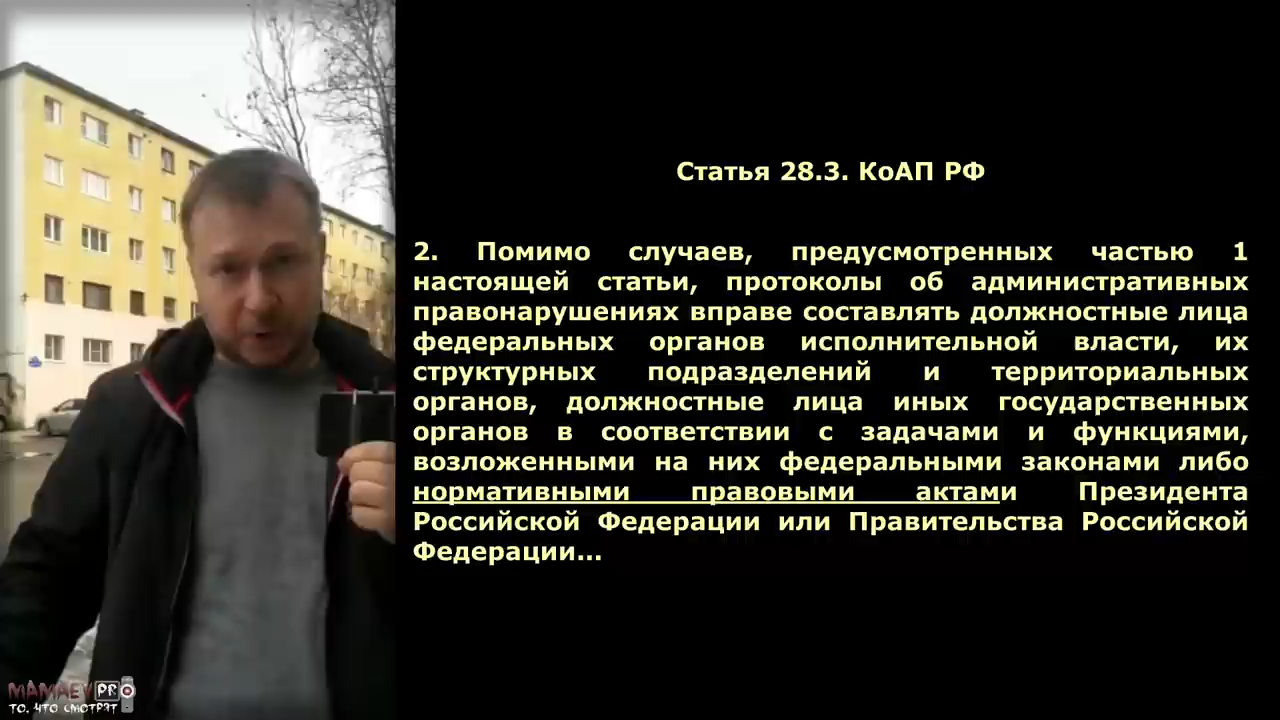 Статья 28.3. КоАП РФ
2. Помимо случаев, предусмотренных частью 1
настоящей статьи, протоколы об административных
правонарушениях вправе составлять должностные лица
федеральных органов исполнительной власти, их
структурных подразделений и территориальных
органов, должностные лица иных государственных
органов в соответствии с задачами и функциями,
возложенными на них федеральными законами либо
нормативными правовыми актами Президента
Российской Федерации или Правительства Российской
Федерации...
MAMAEV PRO
ТО, ЧТО СМОТРЯТ